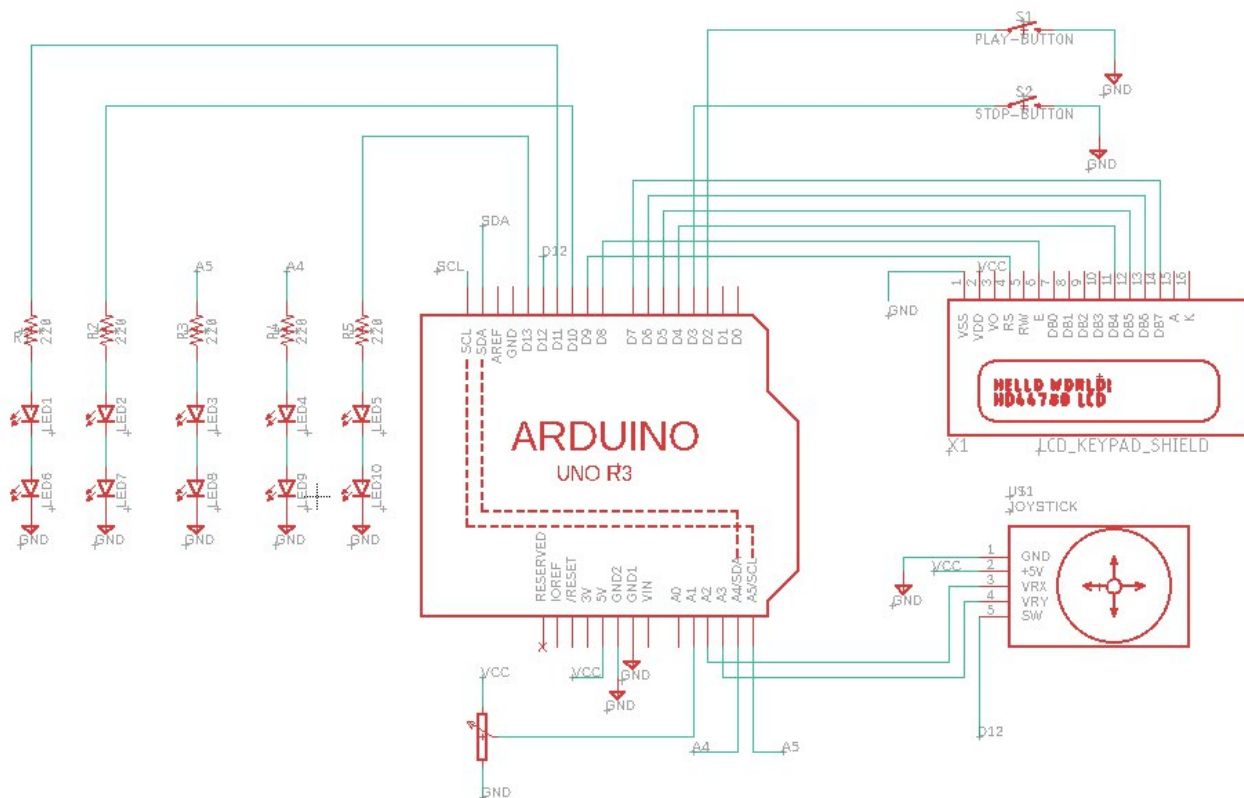 S1
PLAY-BUTTON
GND
S2
STOP-BUTTON
GND
SDA
D12
SCL
A5
A4
VCC
GND
R2
220
R3
220
R4
220
R5
220
220
SCL
SDA
AREF
GND
D13
D12
D11
D10
D9
D8
D7
D6
D5
D4
D3
D2
D1
D0
1
2
3
4
5
6
7
8
9
10
11
12
13
14
15
16
VSS
VDD
VO
RS
RW
E
DB0
DB1
DB2
DB3
DB4
DB5
DB6
DB7
A
K
HELLO WORLD!
HD44780 LCD
X1
LCD_KEYPAD_SHIELD
LED1
LED2
LED3
LED4
LED5
LED6
LED7
LED8
LED9
LED10
GND
GND
GND
GND
GND
ARDUINO
UNO R3
U$1
JOYSTICK
1 GND
2 +5V
3 VRX
4 VRY
5 SW
VCC
GND
D12
RESERVED
IOREF
/RESET
3V
5V
GND2
GND1
VIN
A0
A1
A2
A3
A4/SDA
A5/SCL
VCC
VCC
GND
GND
A4
A5
GND